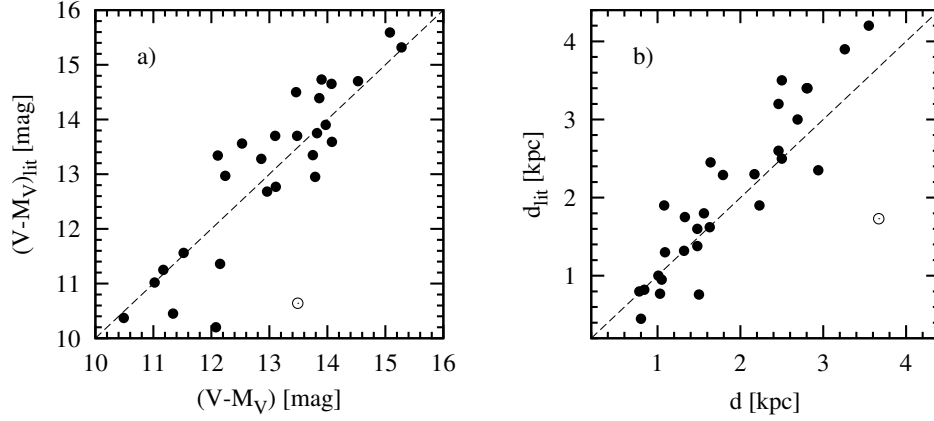 a)
(V-M_V)_lit [mag]
16
15
14
13
12
11
10
10 11 12 13 14 15 16
(V-M_V) [mag]
b)
d_lit [kpc]
4
3
2
1
1 2 3 4
d [kpc]